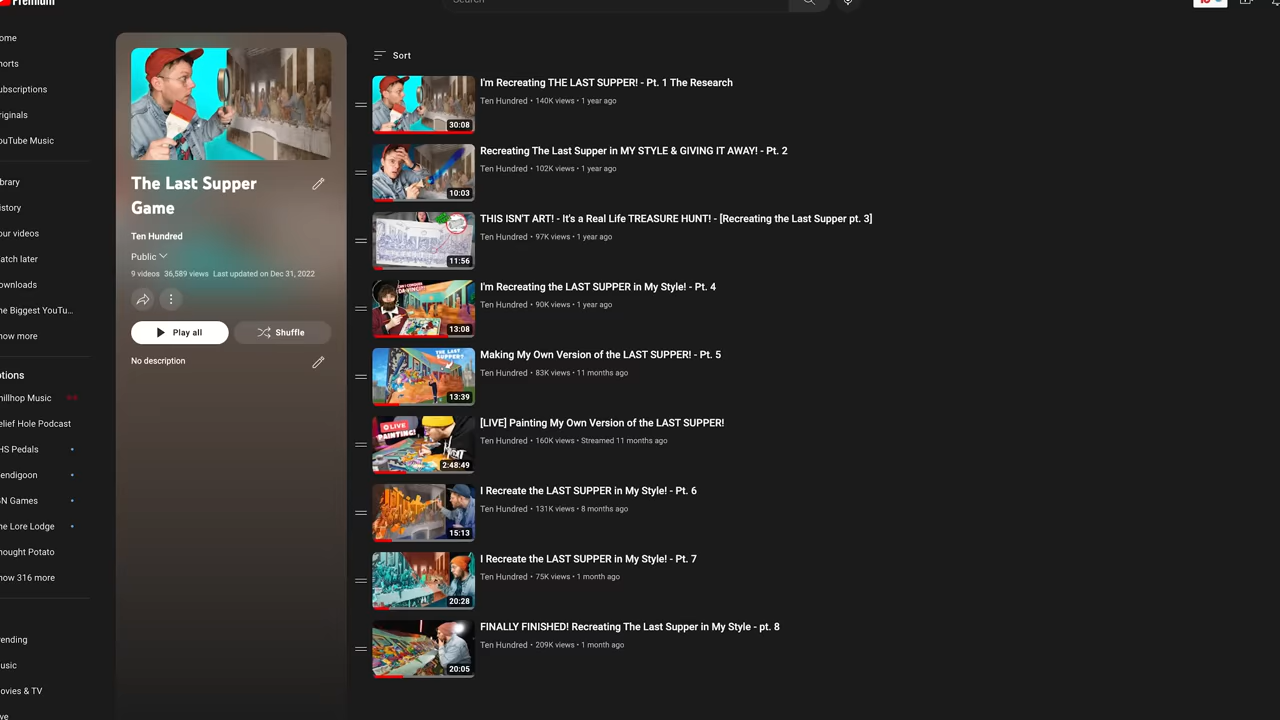 Premium
Search
ome
horts
ubscriptions
riginals
ouTube Music
brary
istory
our videos
atch later
ownloads
he Biggest YouTu...
how more
ptions
hillhop Music
elief Hole Podcast
HS Pedals
endigoon
N Games
he Lore Lodge
hought Potato
how 316 more
rending
usic
ovies & TV
ive
The Last Supper
Game
Ten Hundred
Public
9 videos 36,589 views Last updated on Dec 31, 2022
Play all
Shuffle
No description
Sort
30:08
I'm Recreating THE LAST SUPPER! - Pt. 1 The Research
Ten Hundred • 140K views • 1 year ago
10:03
Recreating The Last Supper in MY STYLE & GIVING IT AWAY! - Pt. 2
Ten Hundred • 102K views • 1 year ago
11:56
THIS ISN'T ART! - It's a Real Life TREASURE HUNT! - [Recreating the Last Supper pt. 3]
Ten Hundred • 97K views • 1 year ago
13:08
I'm Recreating the LAST SUPPER in My Style! - Pt. 4
Ten Hundred • 90K views • 1 year ago
THE LAST
SUPPER?
13:39
Making My Own Version of the LAST SUPPER! - Pt. 5
Ten Hundred • 83K views • 11 months ago
LIVE
PAINTING!
2:48:49
[LIVE] Painting My Own Version of the LAST SUPPER!
Ten Hundred • 160K views • Streamed 11 months ago
15:13
I Recreate the LAST SUPPER in My Style! - Pt. 6
Ten Hundred • 131K views • 8 months ago
20:28
I Recreate the LAST SUPPER in My Style! - Pt. 7
Ten Hundred • 75K views • 1 month ago
20:05
FINALLY FINISHED! Recreating The Last Supper in My Style - pt. 8
Ten Hundred • 209K views • 1 month ago